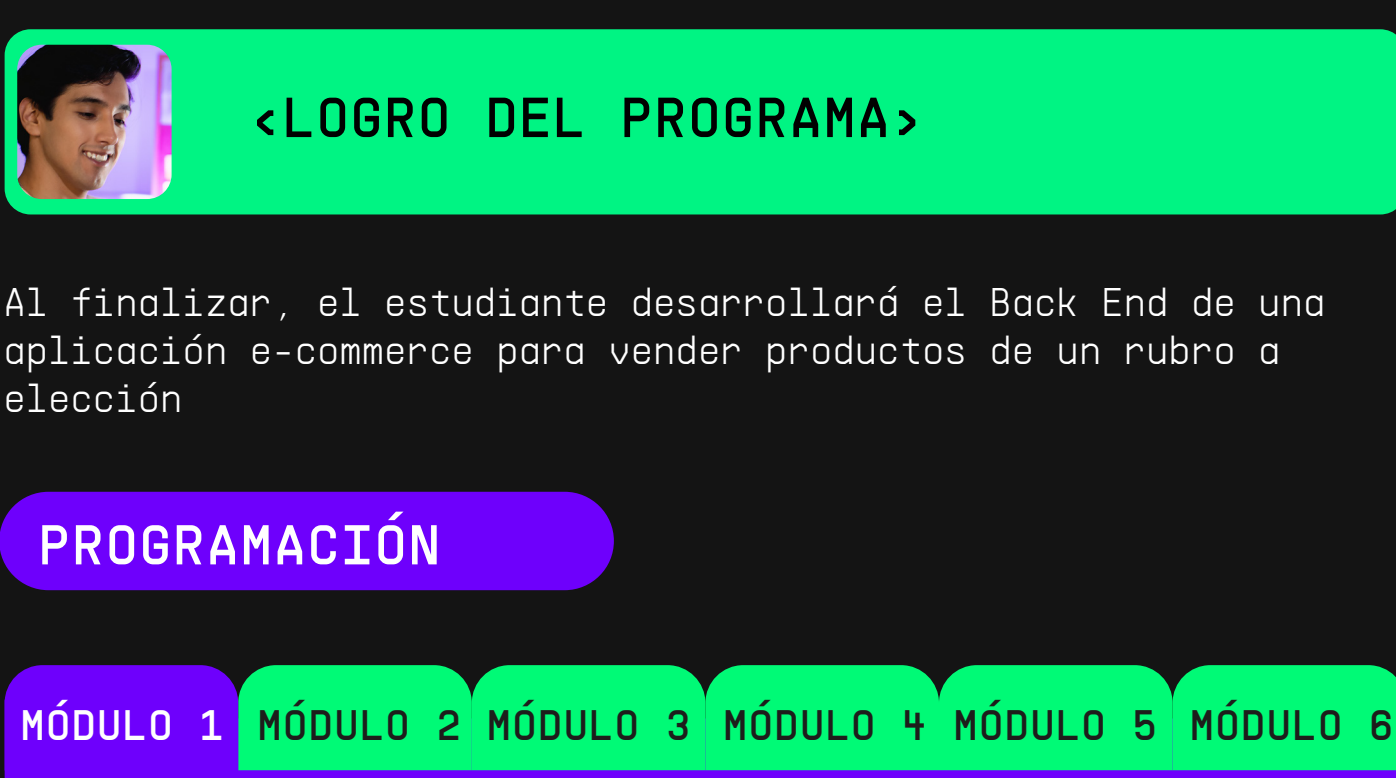 <LOGRO DEL PROGRAMA>
Al finalizar, el estudiante desarrollará el Back End de una
aplicación e-commerce para vender productos de un rubro a
elección
PROGRAMACIÓN
MÓDULO 1 MÓDULO 2 MÓDULO 3 MÓDULO 4 MÓDULO 5 MÓDULO 6